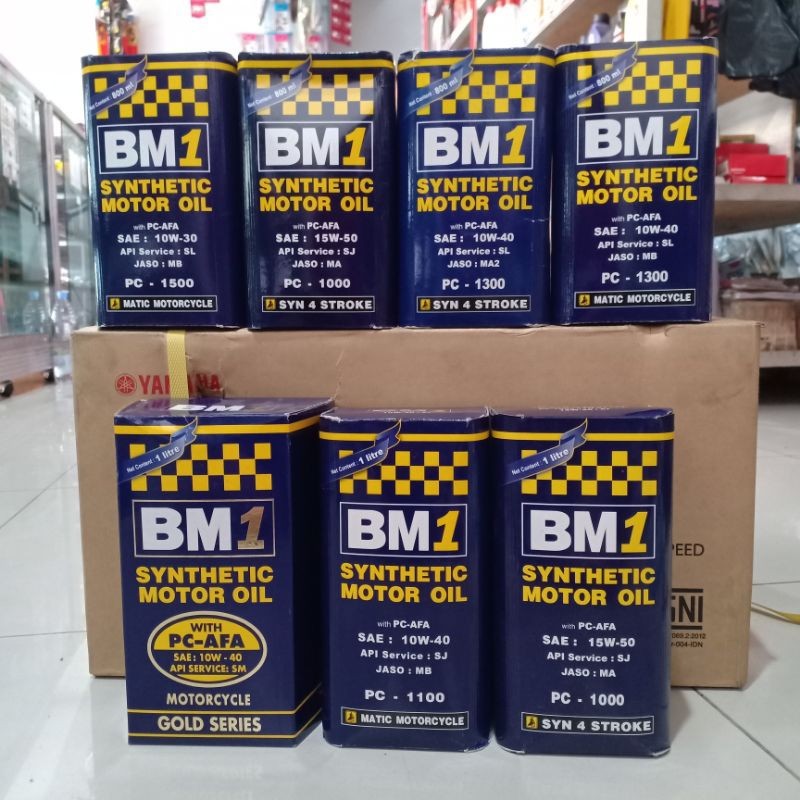 Net Content : 800 ml
BM1
SYNTHETIC
MOTOR OIL
with PC-AFA
SAE : 10W-30
API Service : SL
JASO : MB
PC - 1500
MATIC MOTORCYCLE
Net Content : 800 ml
BM1
SYNTHETIC
MOTOR OIL
with PC-AFA
SAE : 15W-50
API Service : SJ
JASO : MA
PC - 1000
SYN 4 STROKE
Net Content : 800 ml
BM1
SYNTHETIC
MOTOR OIL
with PC-AFA
SAE : 10W-40
API Service : SL
JASO : MA2
PC - 1300
SYN 4 STROKE
Net Content : 800 ml
BM1
SYNTHETIC
MOTOR OIL
with PC-AFA
SAE : 10W-40
API Service : SL
JASO : MB
PC - 1300
MATIC MOTORCYCLE
YAMAHA
BM1
Net Content : 1 litre
BM1
SYNTHETIC
MOTOR OIL
WITH
PC-AFA
SAE : 10W - 40
API SERVICE: SM
MOTORCYCLE
GOLD SERIES
Net Content : 1 litre
BM1
SYNTHETIC
MOTOR OIL
with PC-AFA
SAE : 10W-40
API Service : SJ
JASO : MB
PC - 1100
MATIC MOTORCYCLE
Net Content : 1 litre
BM1
SYNTHETIC
MOTOR OIL
with PC-AFA
SAE : 15W-50
API Service : SJ
JASO : MA
PC - 1000
SYN 4 STROKE
PEED
SNI
069.2:2012
-004-IDN